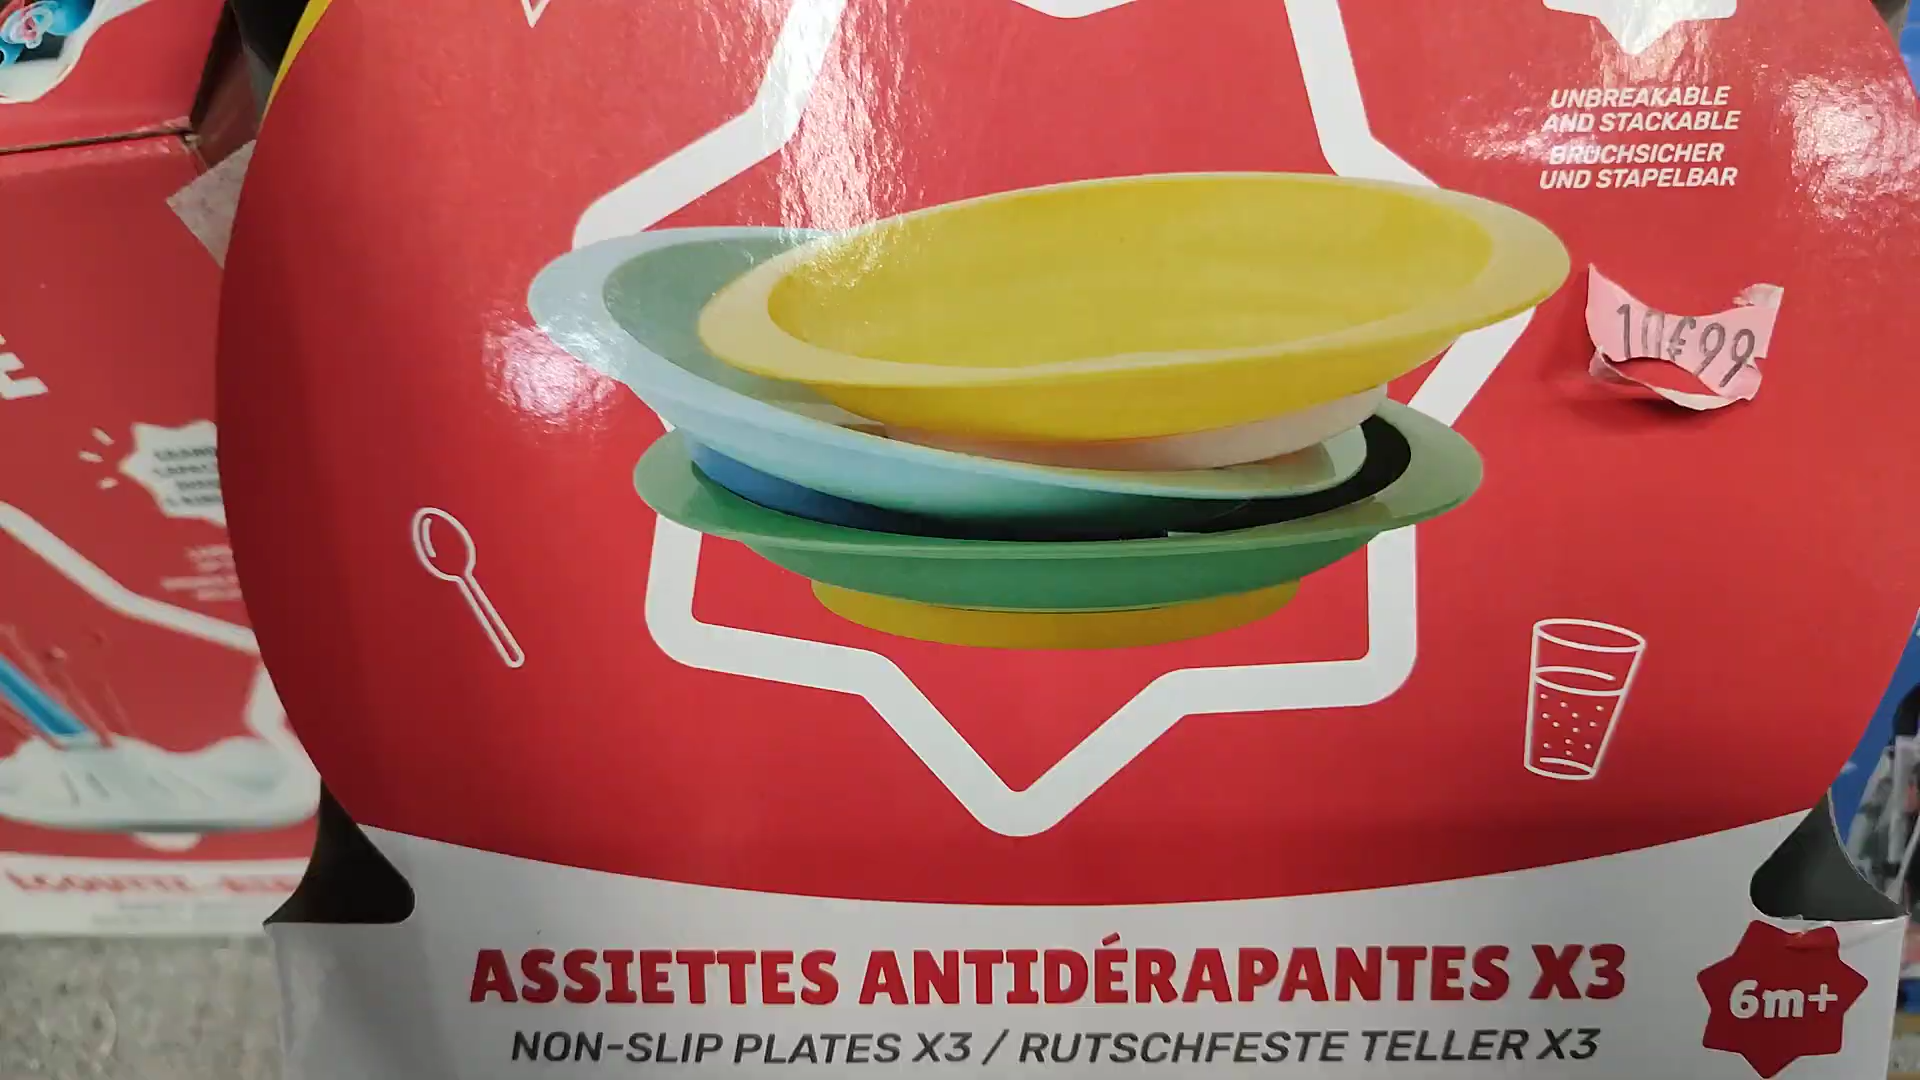 UNBREAKABLE
AND STACKABLE
BRUCHSICHER
UND STAPELBAR
10€99
ASSIETTES ANTIDÉRAPANTES X3
NON-SLIP PLATES X3 / RUTSCHFESTE TELLER X3
6m+